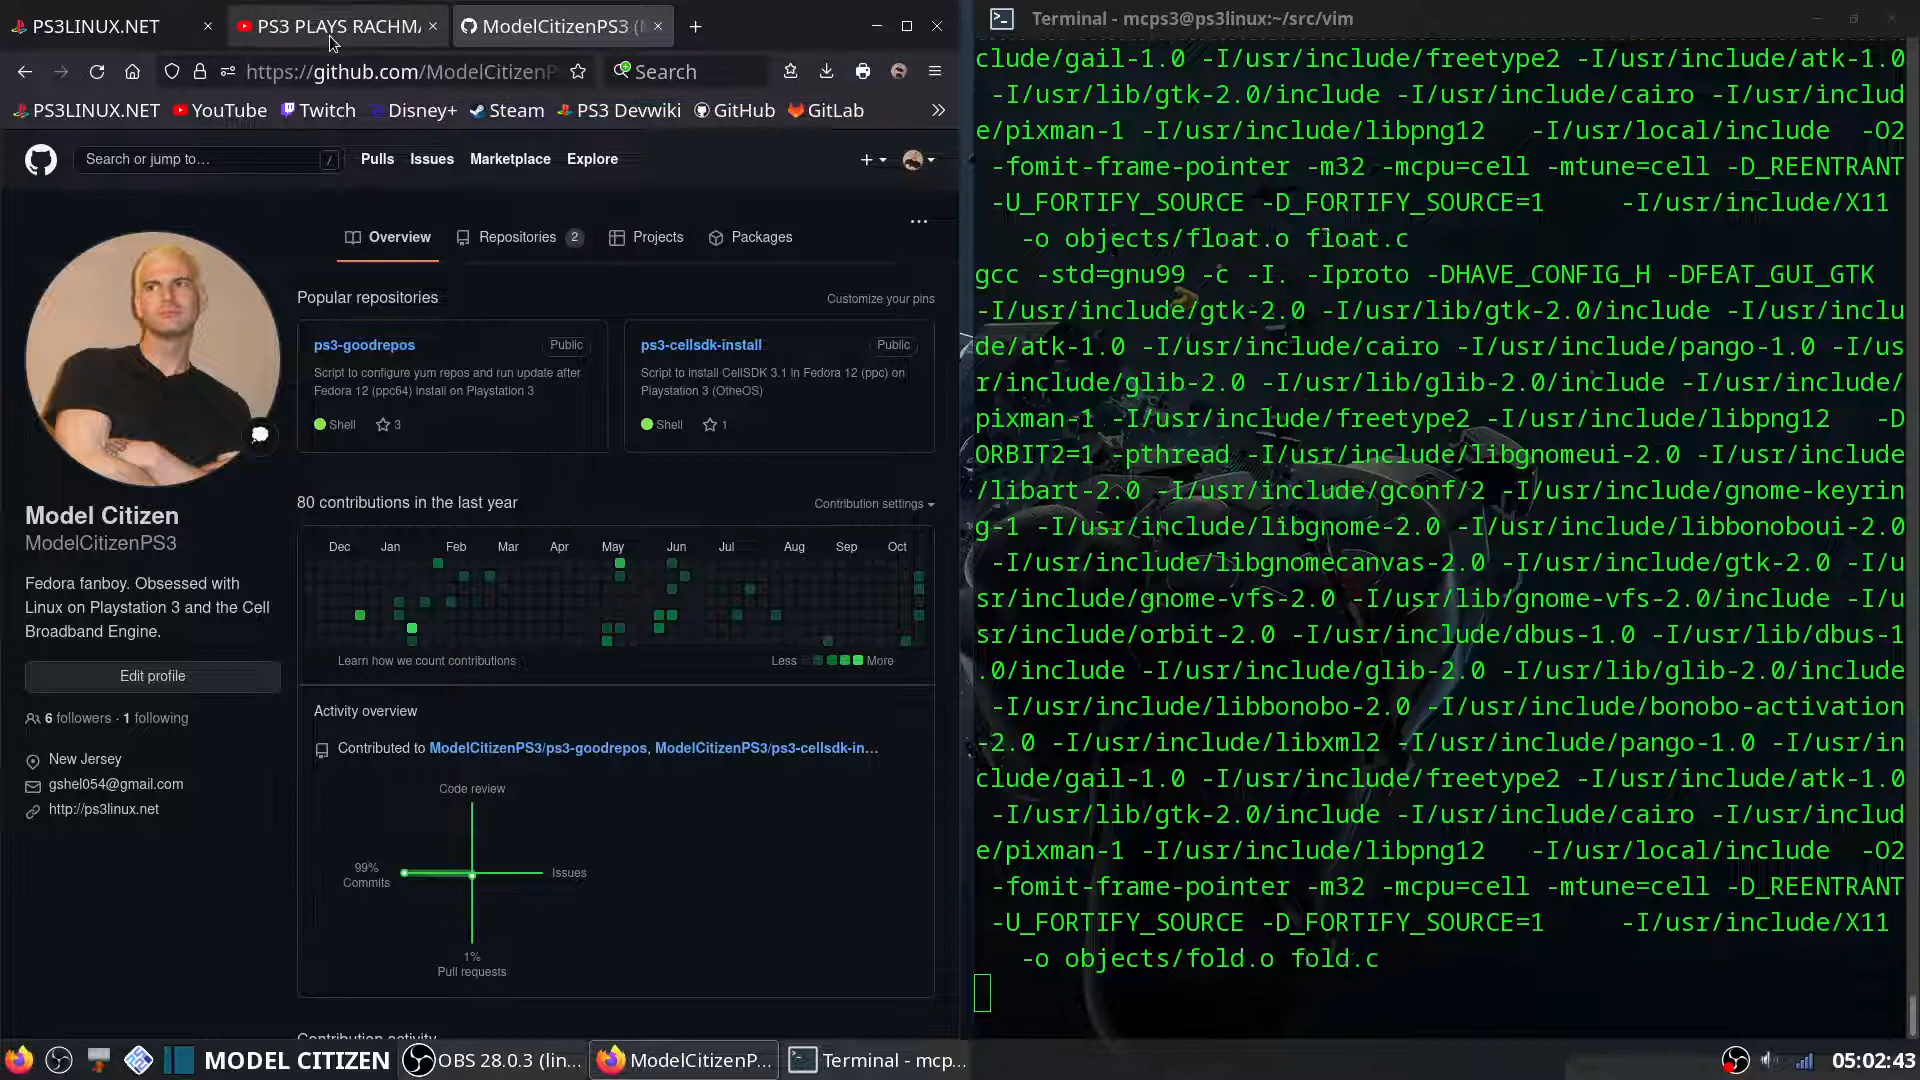 PS3LINUX.NET
PS3 PLAYS RACHMA
ModelCitizenPS3 (
https://github.com/ModelCitizenP
Search
PS3LINUX.NET
YouTube
Twitch
Disney+
Steam
PS3 Devwiki
GitHub
GitLab
Search or jump to…
/
Pulls
Issues
Marketplace
Explore
Overview
Repositories 2
Projects
Packages
Popular repositories
Customize your pins
ps3-goodrepos
Public
Script to configure yum repos and run update after
Fedora 12 (ppc64) install on Playstation 3
Shell
3
ps3-cellsdk-install
Public
Script to install CellSDK 3.1 in Fedora 12 (ppc) on
Playstation 3 (OtheOS)
Shell
1
Model Citizen
ModelCitizenPS3
Fedora fanboy. Obsessed with
Linux on Playstation 3 and the Cell
Broadband Engine.
Edit profile
6 followers · 1 following
New Jersey
gshel054@gmail.com
http://ps3linux.net
80 contributions in the last year
Contribution settings
Dec Jan Feb Mar Apr May Jun Jul Aug Sep Oct
Learn how we count contributions
Less
More
Activity overview
Contributed to ModelCitizenPS3/ps3-goodrepos, ModelCitizenPS3/ps3-cellsdk-in…
Code review
99%
Commits
Issues
1%
Pull requests
Contribution activity
Terminal - mcps3@ps3linux:~/src/vim
clude/gail-1.0 -I/usr/include/freetype2 -I/usr/include/atk-1.0
-I/usr/lib/gtk-2.0/include -I/usr/include/cairo -I/usr/includ
e/pixman-1 -I/usr/include/libpng12   -I/usr/local/include  -O2
-fomit-frame-pointer -m32 -mcpu=cell -mtune=cell -D_REENTRANT
-U_FORTIFY_SOURCE -D_FORTIFY_SOURCE=1     -I/usr/include/X11
-o objects/float.o float.c
gcc -std=gnu99 -c -I. -Iproto -DHAVE_CONFIG_H -DFEAT_GUI_GTK
-I/usr/include/gtk-2.0 -I/usr/lib/gtk-2.0/include -I/usr/inclu
de/atk-1.0 -I/usr/include/cairo -I/usr/include/pango-1.0 -I/us
r/include/glib-2.0 -I/usr/lib/glib-2.0/include -I/usr/include/
pixman-1 -I/usr/include/freetype2 -I/usr/include/libpng12   -D
ORBIT2=1 -pthread -I/usr/include/libgnomeui-2.0 -I/usr/include
/libart-2.0 -I/usr/include/gconf/2 -I/usr/include/gnome-keyrin
g-1 -I/usr/include/libgnome-2.0 -I/usr/include/libbonoboui-2.0
-I/usr/include/libgnomecanvas-2.0 -I/usr/include/gtk-2.0 -I/u
sr/include/gnome-vfs-2.0 -I/usr/lib/gnome-vfs-2.0/include -I/u
sr/include/orbit-2.0 -I/usr/include/dbus-1.0 -I/usr/lib/dbus-1
.0/include -I/usr/include/glib-2.0 -I/usr/lib/glib-2.0/include
-I/usr/include/libbonobo-2.0 -I/usr/include/bonobo-activation
-2.0 -I/usr/include/libxml2 -I/usr/include/pango-1.0 -I/usr/in
clude/gail-1.0 -I/usr/include/freetype2 -I/usr/include/atk-1.0
-I/usr/lib/gtk-2.0/include -I/usr/include/cairo -I/usr/includ
e/pixman-1 -I/usr/include/libpng12   -I/usr/local/include  -O2
-fomit-frame-pointer -m32 -mcpu=cell -mtune=cell -D_REENTRANT
-U_FORTIFY_SOURCE -D_FORTIFY_SOURCE=1     -I/usr/include/X11
-o objects/fold.o fold.c
MODEL CITIZEN
OBS 28.0.3 (lin...
ModelCitizenP...
Terminal - mcp...
05:02:43